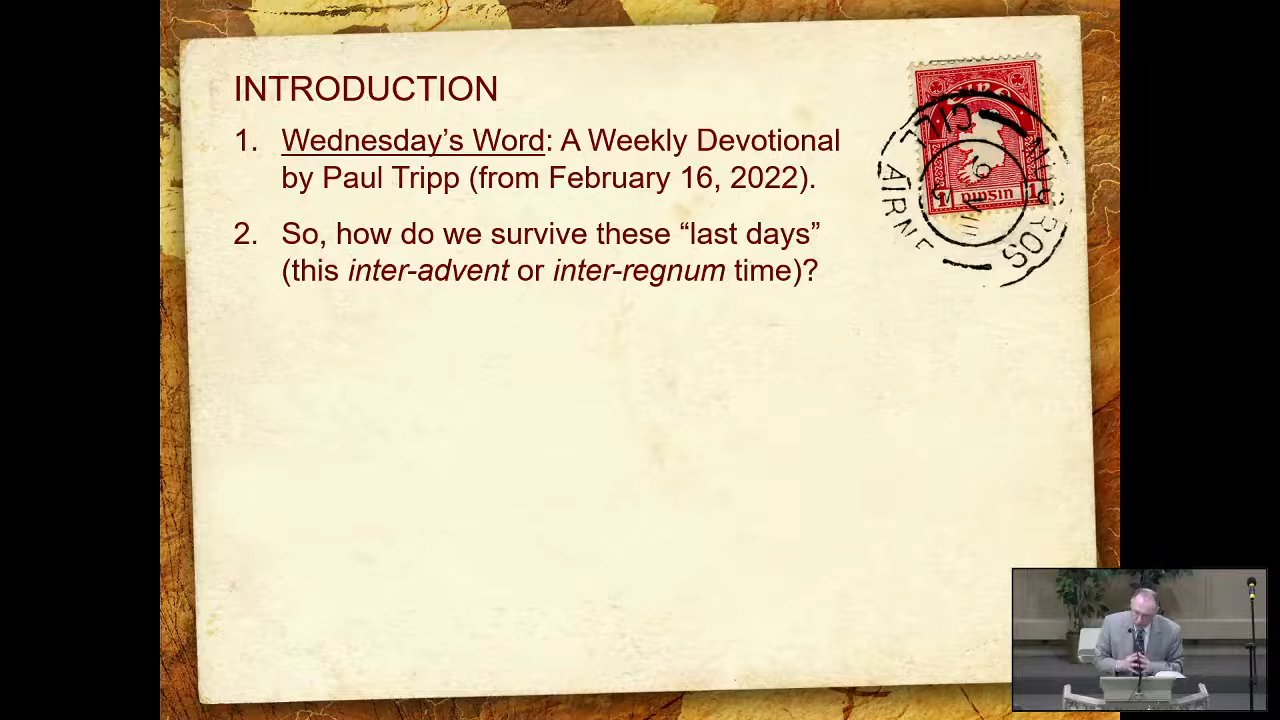 INTRODUCTION
1. Wednesday’s Word: A Weekly Devotional
by Paul Tripp (from February 16, 2022).
2. So, how do we survive these “last days”
(this inter-advent or inter-regnum time)?